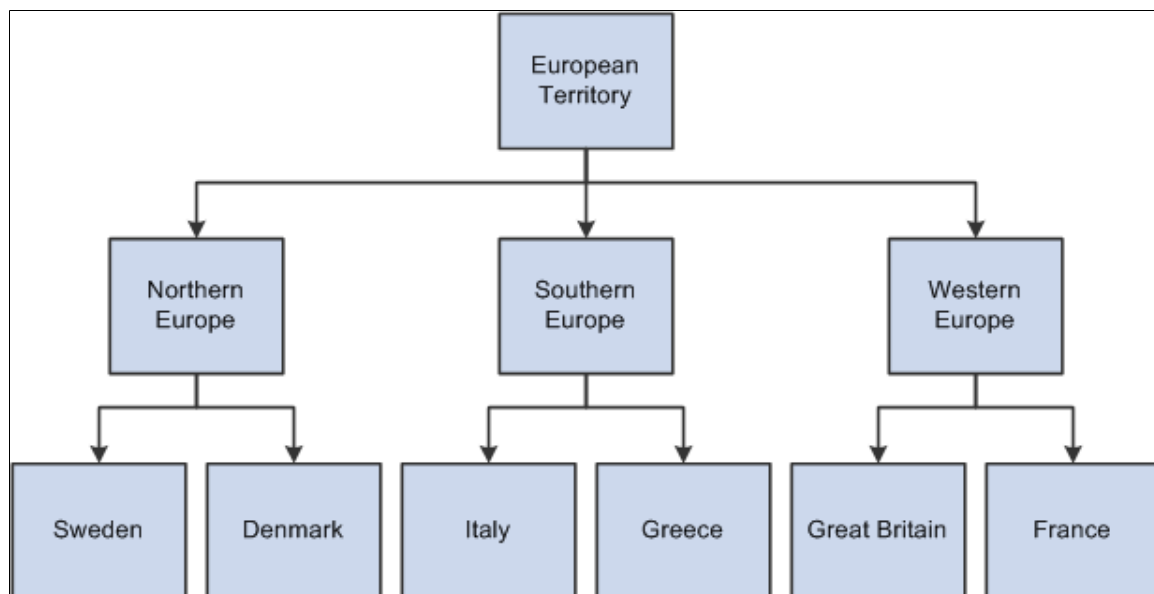 European
Territory
Northern
Europe
Southern
Europe
Western
Europe
Sweden
Denmark
Italy
Greece
Great Britain
France